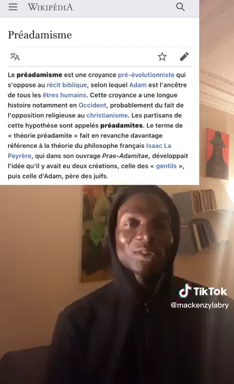 WIKIPEDIA
Préadamisme
Le préadamisme est une croyance pré-évolutionniste qui
s'oppose au récit biblique, selon lequel Adam est l'ancêtre
de tous les êtres humains. Cette croyance a une longue
histoire notamment en Occident, probablement du fait de
l'opposition religieuse au christianisme. Les partisans de
cette hypothèse sont appelés préadamites. Le terme de
« théorie préadamite » fait en revanche davantage
référence à la théorie du philosophe français Isaac La
Peyrère, qui dans son ouvrage Prae-Adamitae, développait
l'idée qu'il y avait eu deux créations, celle des « gentils »,
puis celle d'Adam, père des juifs.
TikTok
@mackenzylabry